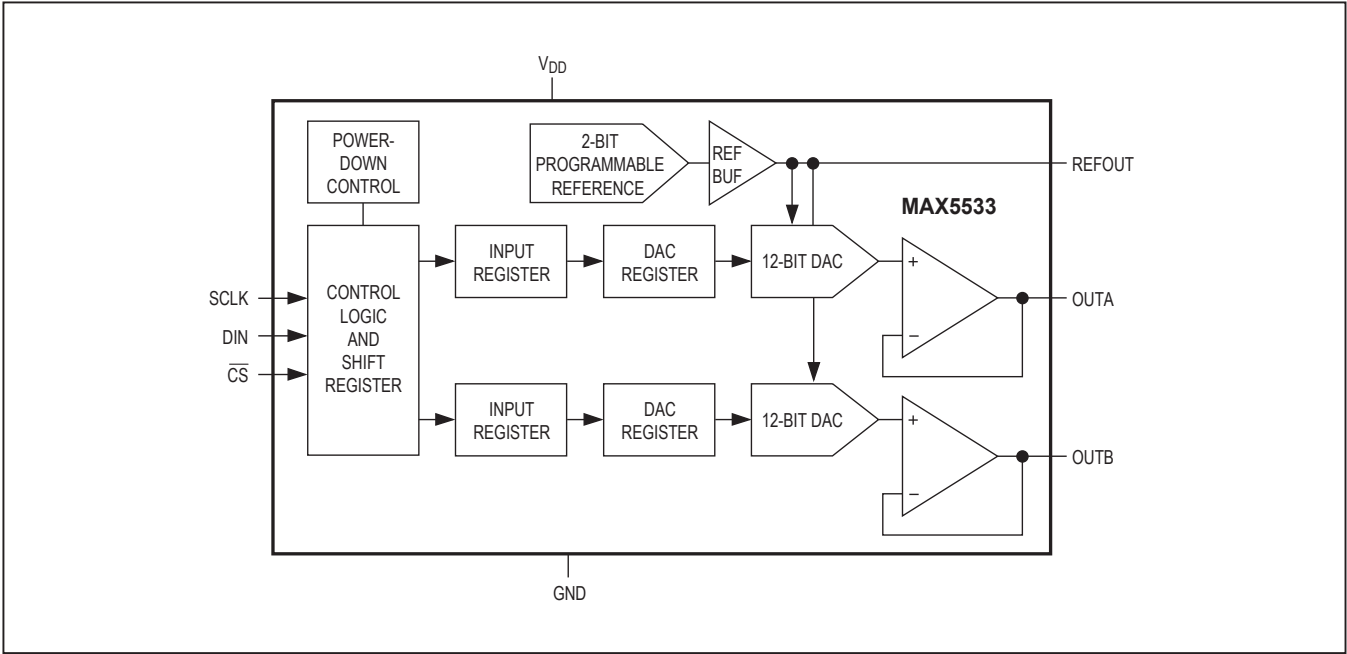 VDD
POWER-
DOWN
CONTROL
2-BIT
PROGRAMMABLE
REFERENCE
REF
BUF
REFOUT
MAX5533
CONTROL
LOGIC
AND
SHIFT
REGISTER
INPUT
REGISTER
DAC
REGISTER
12-BIT DAC
+
−
OUTA
SCLK
DIN
CS
INPUT
REGISTER
DAC
REGISTER
12-BIT DAC
+
−
OUTB
GND